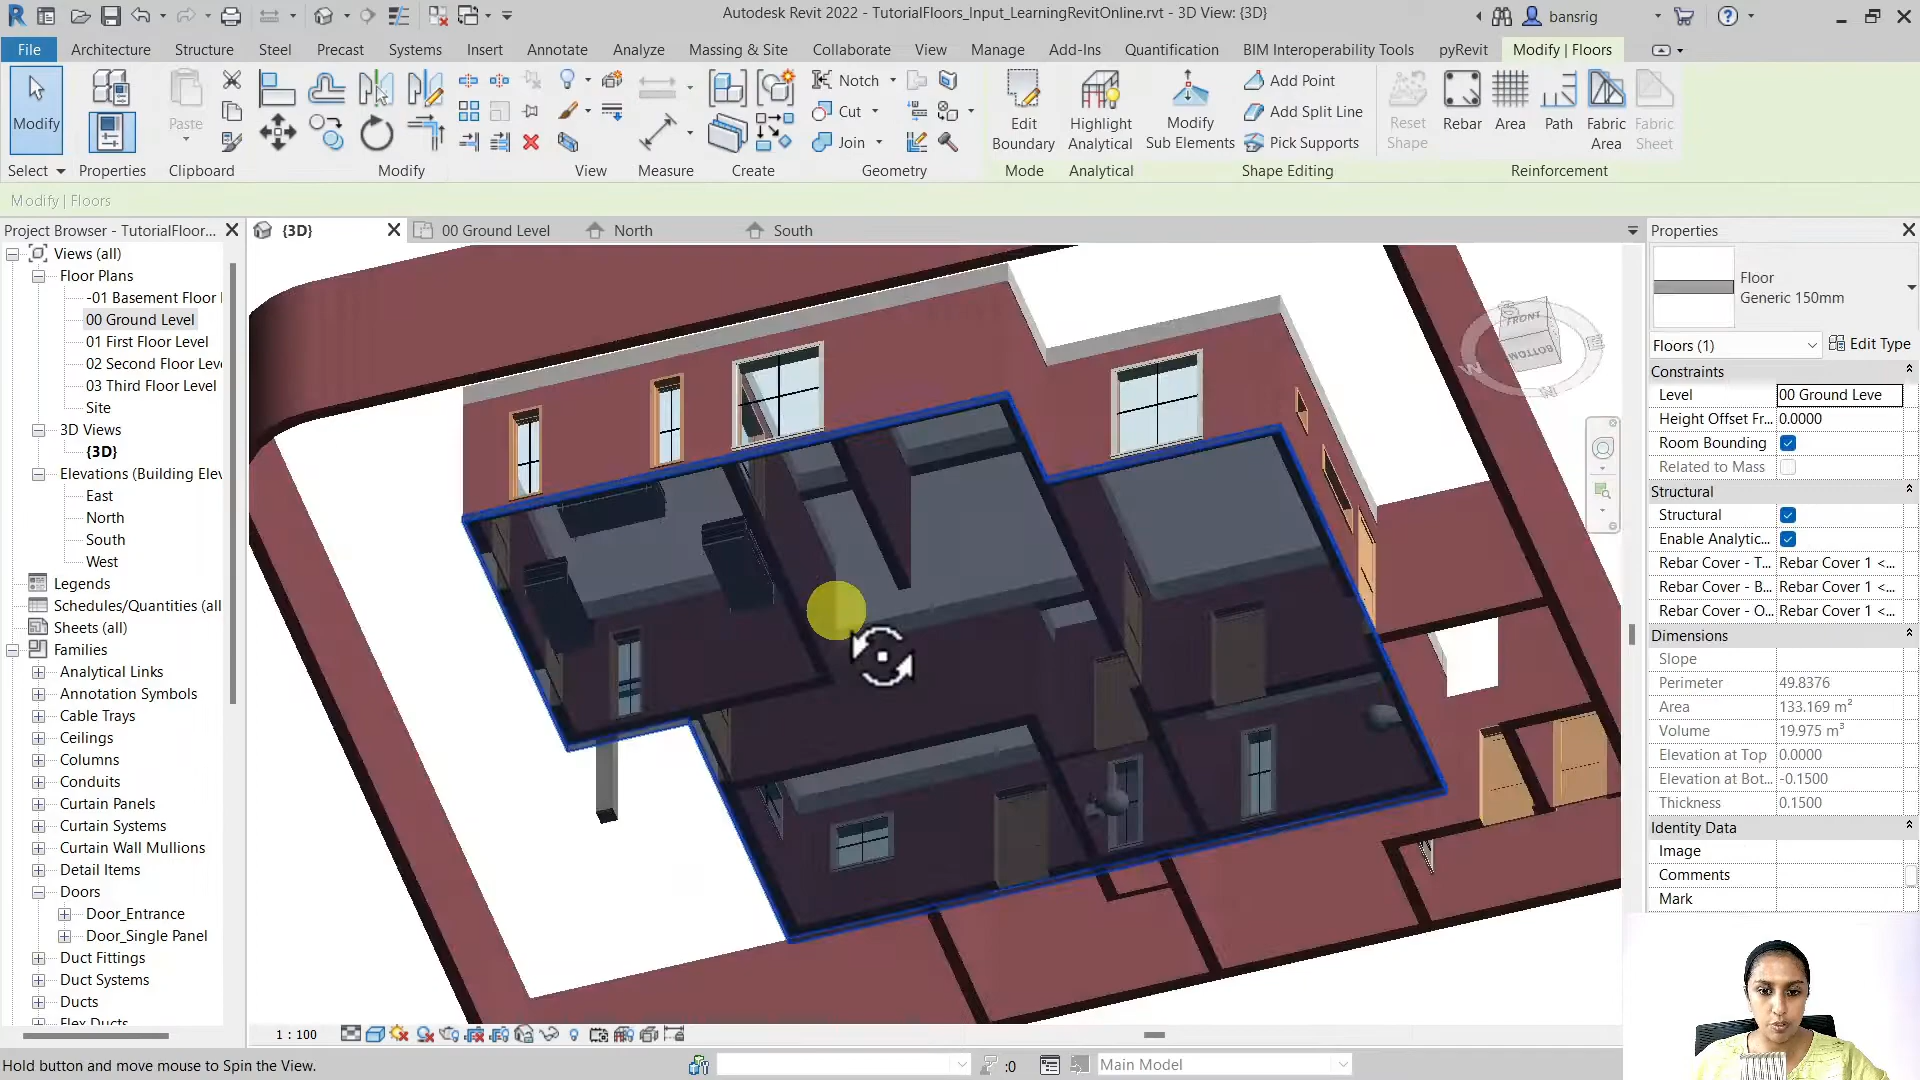 Autodesk Revit 2022 - TutorialFloors_Input_LearningRevitOnline.rvt - 3D View: {3D}
bansrig
File
Architecture
Structure
Steel
Precast
Systems
Insert
Annotate
Analyze
Massing & Site
Collaborate
View
Manage
Add-Ins
Quantification
BIM Interoperability Tools
pyRevit
Modify | Floors
Modify
Paste
Notch
Cut
Join
Edit
Boundary
Highlight
Analytical
Modify
Sub Elements
Add Point
Add Split Line
Pick Supports
Reset
Shape
Rebar
Area
Path
Fabric
Area
Fabric
Sheet
Select
Properties
Clipboard
Modify
View
Measure
Create
Geometry
Mode
Analytical
Shape Editing
Reinforcement
Modify | Floors
Project Browser - TutorialFloor...
Views (all)
Floor Plans
-01 Basement Floor
00 Ground Level
01 First Floor Level
02 Second Floor Leve
03 Third Floor Level
Site
3D Views
{3D}
Elevations (Building Elev
East
North
South
West
Legends
Schedules/Quantities (all
Sheets (all)
Families
Analytical Links
Annotation Symbols
Cable Trays
Ceilings
Columns
Conduits
Curtain Panels
Curtain Systems
Curtain Wall Mullions
Detail Items
Doors
Door_Entrance
Door_Single Panel
Duct Fittings
Duct Systems
Ducts
Flex Ducts
{3D}
00 Ground Level
North
South
FRONT
BOTTOM
W
1 : 100
Properties
Floor
Generic 150mm
Floors (1)
Edit Type
Constraints
Level 00 Ground Leve
Height Offset Fr... 0.0000
Room Bounding
Related to Mass
Structural
Structural
Enable Analytic...
Rebar Cover - T... Rebar Cover 1 <...
Rebar Cover - B... Rebar Cover 1 <...
Rebar Cover - O... Rebar Cover 1 <...
Dimensions
Slope
Perimeter 49.8376
Area 133.169 m²
Volume 19.975 m³
Elevation at Top 0.0000
Elevation at Bot... -0.1500
Thickness 0.1500
Identity Data
Image
Comments
Mark
Hold button and move mouse to Spin the View.
:0
Main Model